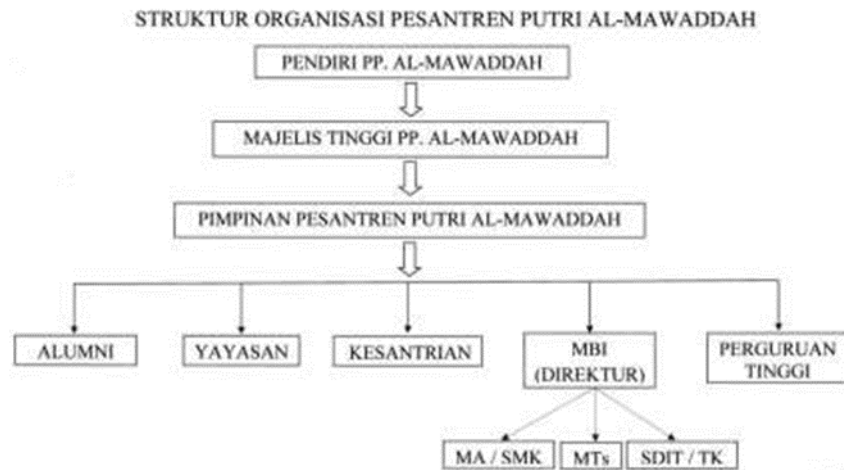 STRUKTUR ORGANISASI PESANTREN PUTRI AL-MAWADDAH
PENDIRI PP. AL-MAWADDAH
MAJELIS TINGGI PP. AL-MAWADDAH
PIMPINAN PESANTREN PUTRI AL-MAWADDAH
ALUMNI
YAYASAN
KESANTRIAN
MBI
(DIREKTUR)
PERGURUAN
TINGGI
MA / SMK
MTs
SDIT / TK